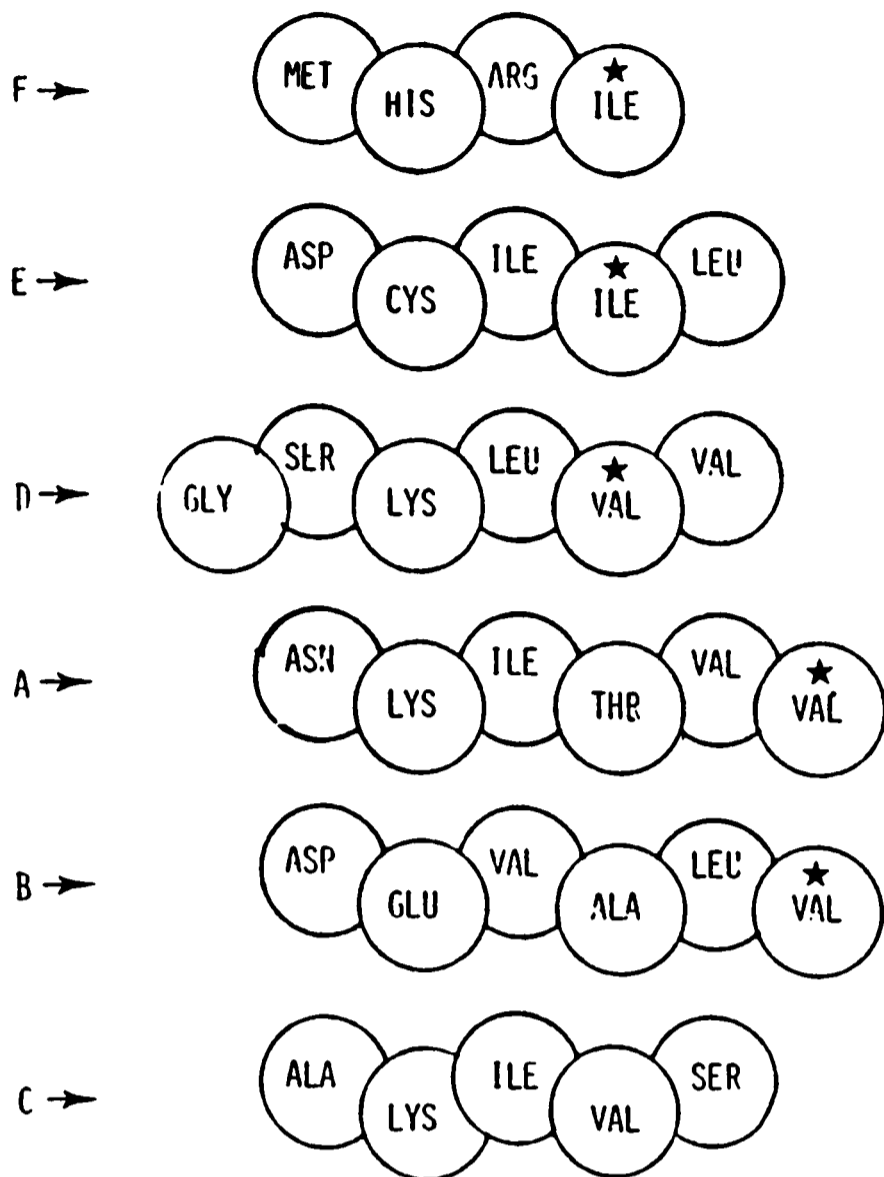 F → MET HIS ARG ★ ILE
E → ASP CYS ILE ★ ILE LEU
D → GLY SER LYS LEU ★ VAL VAL
A → ASN LYS ILE THR VAL ★ VAL
B → ASP GLU VAL ALA LEU ★ VAL
C → ALA LYS ILE VAL SER